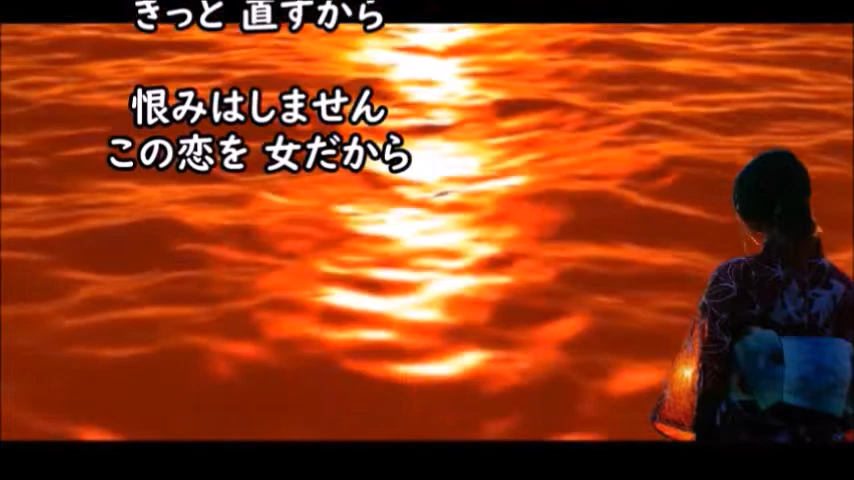 きっと 直すから
恨みはしません
この恋を 女だから